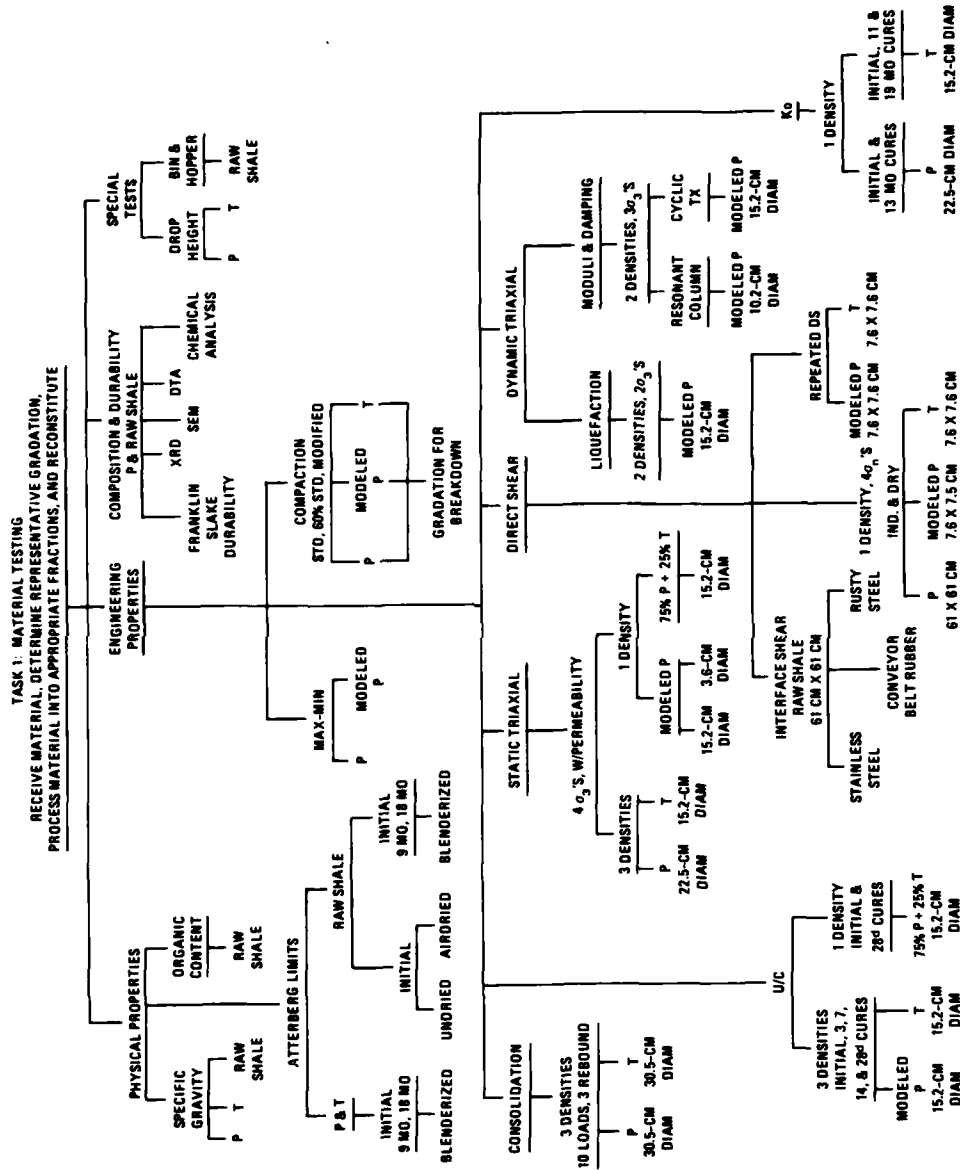 TASK 1: MATERIAL TESTING
RECEIVE MATERIAL, DETERMINE REPRESENTATIVE GRADATION,
PROCESS MATERIAL INTO APPROPRIATE FRACTIONS, AND RECONSTITUTE
PHYSICAL PROPERTIES
SPECIFIC
GRAVITY
P T RAW
SHALE
ORGANIC
CONTENT
RAW
SHALE
ATTERBERG LIMITS
P & T
INITIAL
9 MO, 18 MO
BLENDERIZED
RAW SHALE
INITIAL
UNDRIED AIRDRIED
INITIAL
9 MO, 18 MO
BLENDERIZED
ENGINEERING
PROPERTIES
MAX-MIN
P MODELED
P
COMPACTION
STD, 60% STD, MODIFIED
P MODELED T
P
GRADATION FOR
BREAKDOWN
COMPOSITION & DURABILITY
P & RAW SHALE
FRANKLIN
SLAKE
DURABILITY
XRD
SEM
DTA
CHEMICAL
ANALYSIS
SPECIAL
TESTS
DROP
HEIGHT
P T
BIN &
HOPPER
RAW
SHALE
CONSOLIDATION
3 DENSITIES
10 LOADS, 3 REBOUND
P T
30.5-CM 30.5-CM
DIAM DIAM
U/C
3 DENSITIES
INITIAL, 3, 7,
14, & 28d CURES
MODELED T
P 15.2-CM
15.2-CM DIAM
DIAM
1 DENSITY
INITIAL &
28d CURES
75% P + 25% T
15.2-CM
DIAM
STATIC TRIAXIAL
4 σ3'S, W/PERMEABILITY
3 DENSITIES
P T
22.5-CM 15.2-CM
DIAM DIAM
1 DENSITY
MODELED P
15.2-CM 3.6-CM
DIAM DIAM
75% P + 25% T
15.2-CM
DIAM
DIRECT SHEAR
INTERFACE SHEAR
RAW SHALE
61 CM X 61 CM
STAINLESS
STEEL
CONVEYOR
BELT RUBBER
RUSTY
STEEL
1 DENSITY, 4σn'S
IND. & DRY
P MODELED P T
61 X 61 CM 7.6 X 7.5 CM 7.6 X 7.6 CM
REPEATED DS
MODELED P T
7.6 X 7.6 CM 7.6 X 7.6 CM
DYNAMIC TRIAXIAL
LIQUEFACTION
2 DENSITIES, 2σ3'S
MODELED P
15.2-CM
DIAM
MODULI & DAMPING
2 DENSITIES, 3σ3'S
RESONANT
COLUMN
MODELED P
10.2-CM
DIAM
CYCLIC
TX
MODELED P
15.2-CM
DIAM
Ko
1 DENSITY
INITIAL &
13 MO CURES
P
22.5-CM DIAM
INITIAL, 11 &
19 MO CURES
T
15.2-CM DIAM